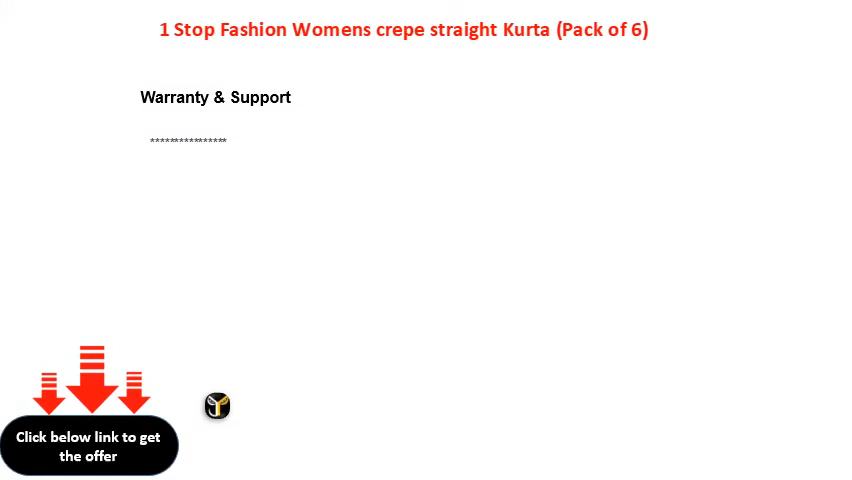 1 Stop Fashion Womens crepe straight Kurta (Pack of 6)
Warranty & Support
****************
Click below link to get
the offer